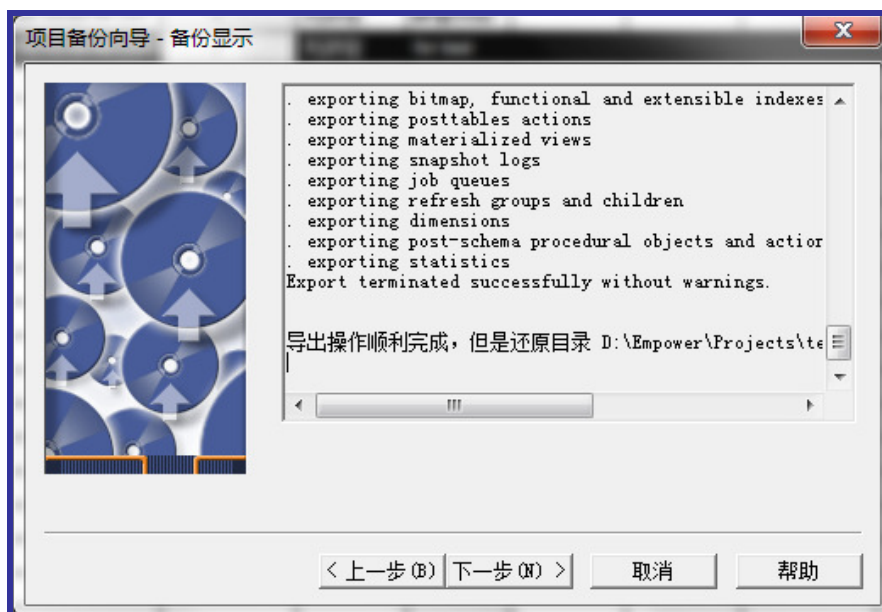 项目备份向导 - 备份显示
. exporting bitmap, functional and extensible indexes
. exporting posttables actions
. exporting materialized views
. exporting snapshot logs
. exporting job queues
. exporting refresh groups and children
. exporting dimensions
. exporting post-schema procedural objects and action
. exporting statistics
Export terminated successfully without warnings.
导出操作顺利完成，但是还原目录 D:\Empower\Projects\te
< 上一步(B) 下一步(N) > 取消 帮助